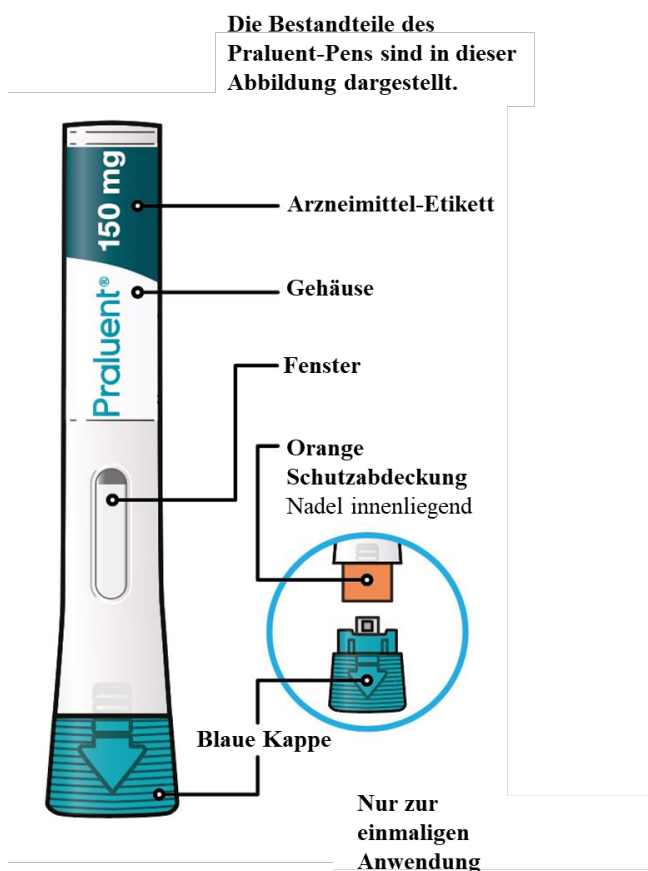 Die Bestandteile des
Praluent-Pens sind in dieser
Abbildung dargestellt.
150 mg
Arzneimittel-Etikett
Praluent®
Gehäuse
Fenster
Orange
Schutzabdeckung
Nadel innenliegend
Blaue Kappe
Nur zur
einmaligen
Anwendung